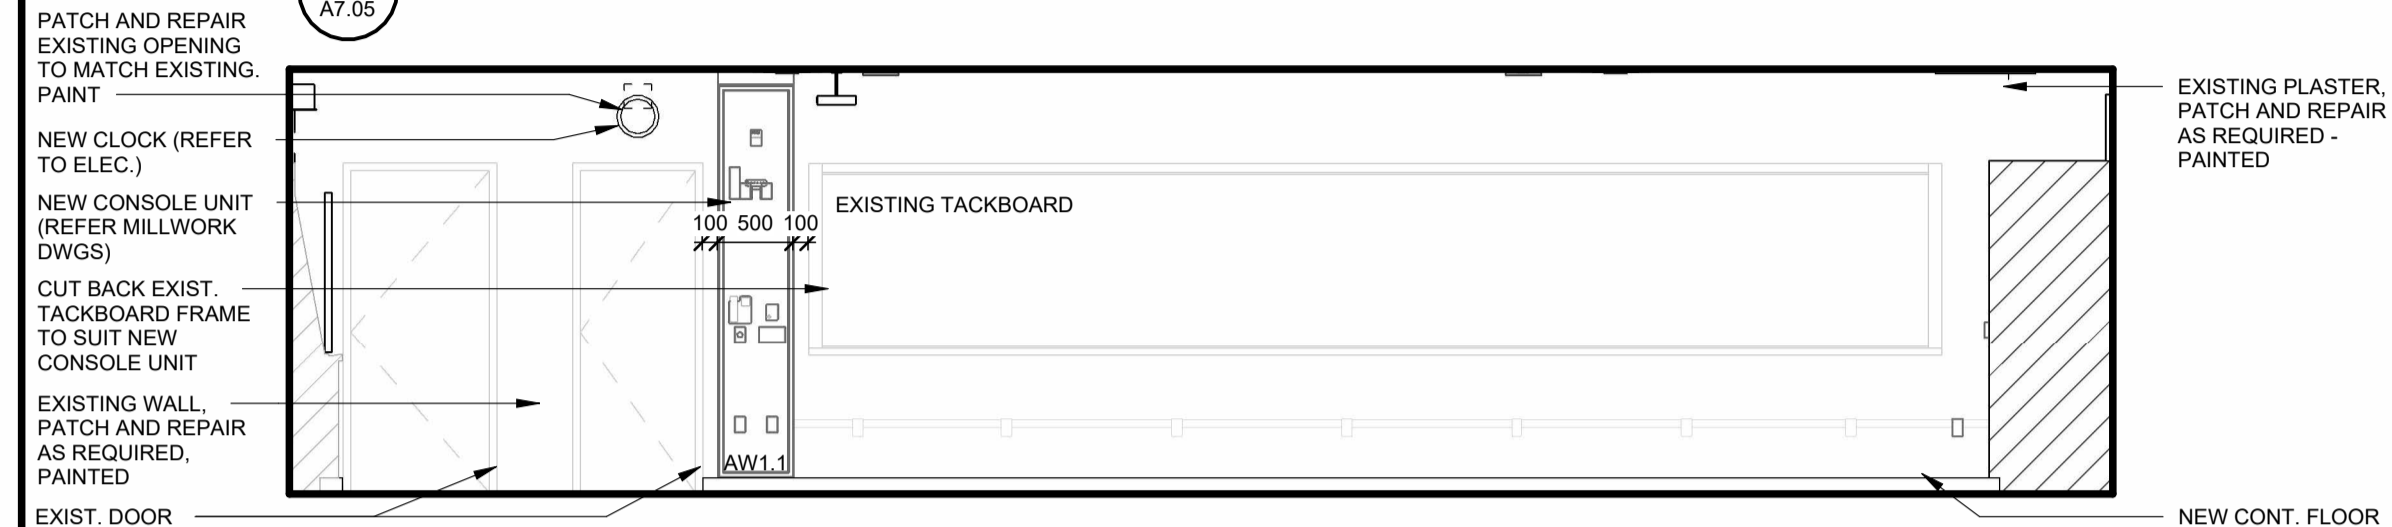 A7.05
PATCH AND REPAIR
EXISTING OPENING
TO MATCH EXISTING.
PAINT
NEW CLOCK (REFER
TO ELEC.)
NEW CONSOLE UNIT
(REFER MILLWORK
DWGS)
CUT BACK EXIST.
TACKBOARD FRAME
TO SUIT NEW
CONSOLE UNIT
EXISTING WALL,
PATCH AND REPAIR
AS REQUIRED,
PAINTED
EXIST. DOOR
100 500 100
EXISTING TACKBOARD
AW1.1
EXISTING PLASTER,
PATCH AND REPAIR
AS REQUIRED -
PAINTED
NEW CONT. FLOOR